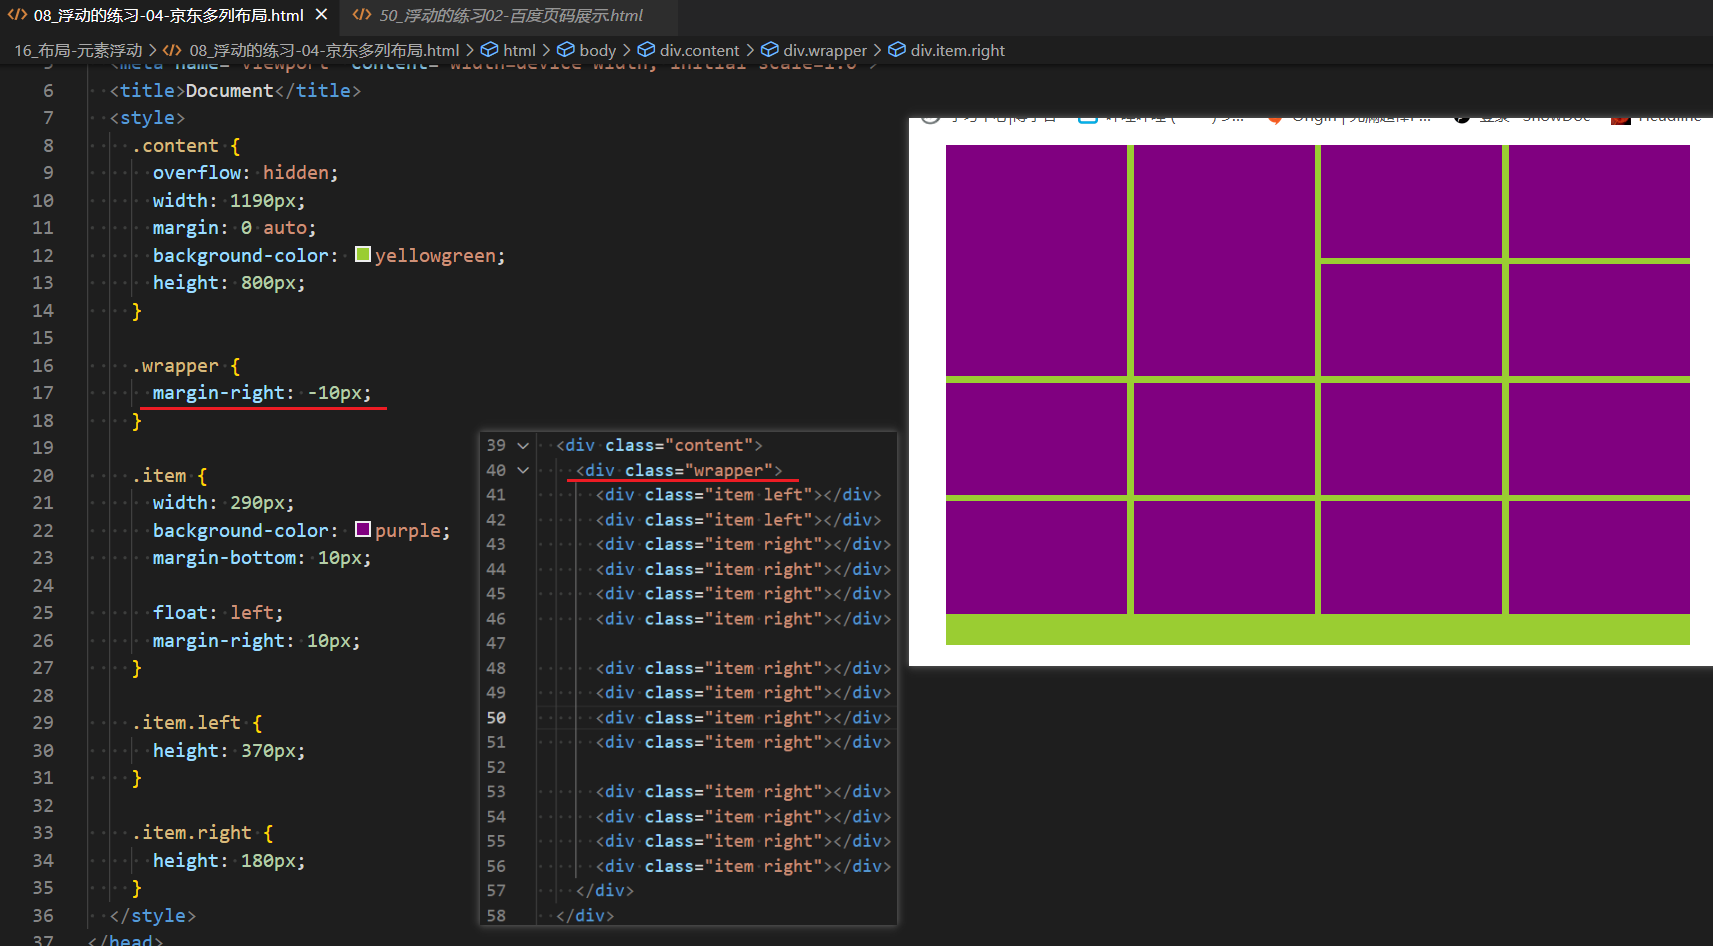 08_浮动的练习-04-京东多列布局.html
50_浮动的练习02-百度页码展示.html
16_布局-元素浮动 > 08_浮动的练习-04-京东多列布局.html > html > body > div.content > div.wrapper > div.item.right
6 <title>Document</title>
7 <style>
8 .content {
9 overflow: hidden;
10 width: 1190px;
11 margin: 0 auto;
12 background-color: yellowgreen;
13 height: 800px;
14 }
15
16 .wrapper {
17 margin-right: -10px;
18 }
19
20 .item {
21 width: 290px;
22 background-color: purple;
23 margin-bottom: 10px;
24
25 float: left;
26 margin-right: 10px;
27 }
28
29 .item.left {
30 height: 370px;
31 }
32
33 .item.right {
34 height: 180px;
35 }
36 </style>
37 </head>
39 <div class="content">
40 <div class="wrapper">
41 <div class="item left"></div>
42 <div class="item left"></div>
43 <div class="item right"></div>
44 <div class="item right"></div>
45 <div class="item right"></div>
46 <div class="item right"></div>
47
48 <div class="item right"></div>
49 <div class="item right"></div>
50 <div class="item right"></div>
51 <div class="item right"></div>
52
53 <div class="item right"></div>
54 <div class="item right"></div>
55 <div class="item right"></div>
56 <div class="item right"></div>
57 </div>
58 </div>